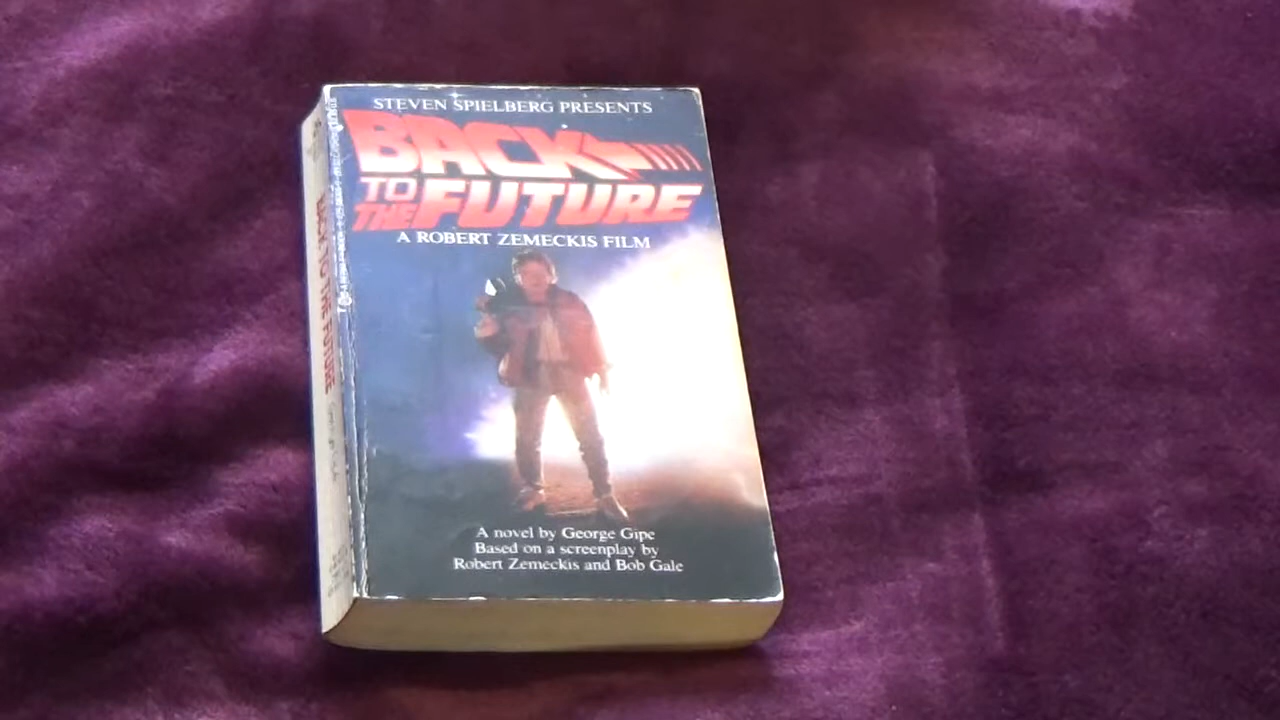 STEVEN SPIELBERG PRESENTS
BACK
TO
THE FUTURE
A ROBERT ZEMECKIS FILM
A novel by George Gipe
Based on a screenplay by
Robert Zemeckis and Bob Gale
BACK TO THE FUTURE